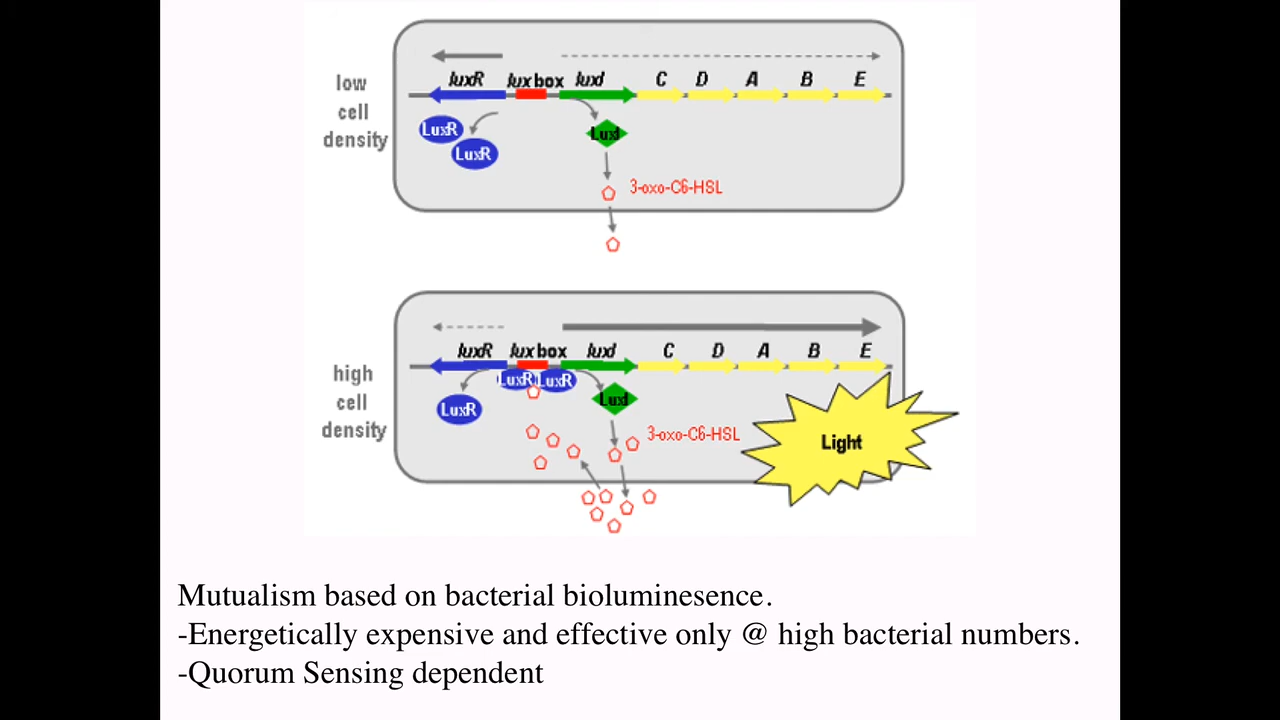 low
cell
density
luxR lux box luxI C D A B E
LuxR
LuxR
LuxI
3-oxo-C6-HSL
high
cell
density
luxR lux box luxI C D A B E
LuxR LuxR
LuxR
LuxI
3-oxo-C6-HSL
Light
Mutualism based on bacterial bioluminesence.
-Energetically expensive and effective only @ high bacterial numbers.
-Quorum Sensing dependent